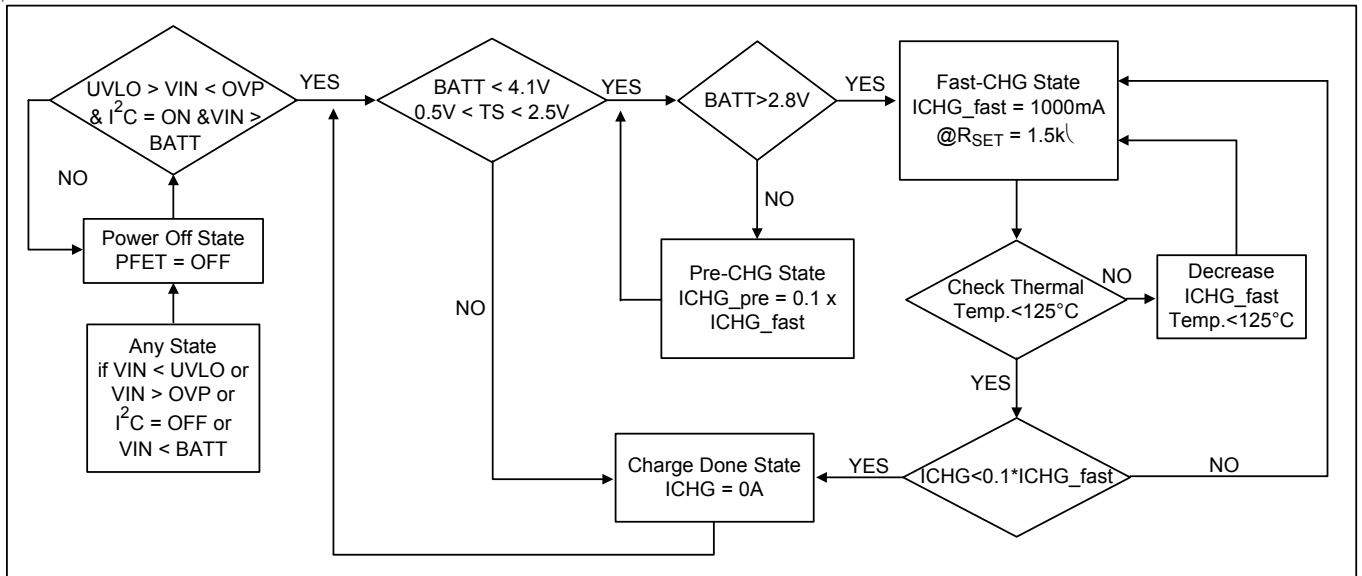 UVLO > VIN < OVP
& I²C = ON &VIN >
BATT
YES
NO
Power Off State
PFET = OFF
Any State
if VIN < UVLO or
VIN > OVP or
I²C = OFF or
VIN < BATT
BATT < 4.1V
0.5V < TS < 2.5V
YES
NO
BATT>2.8V
YES
NO
Pre-CHG State
ICHG_pre = 0.1 x
ICHG_fast
Fast-CHG State
ICHG_fast = 1000mA
@RSET = 1.5k(
Check Thermal
Temp.<125°C
NO
Decrease
ICHG_fast
Temp.<125°C
YES
ICHG<0.1*ICHG_fast
NO
YES
Charge Done State
ICHG = 0A